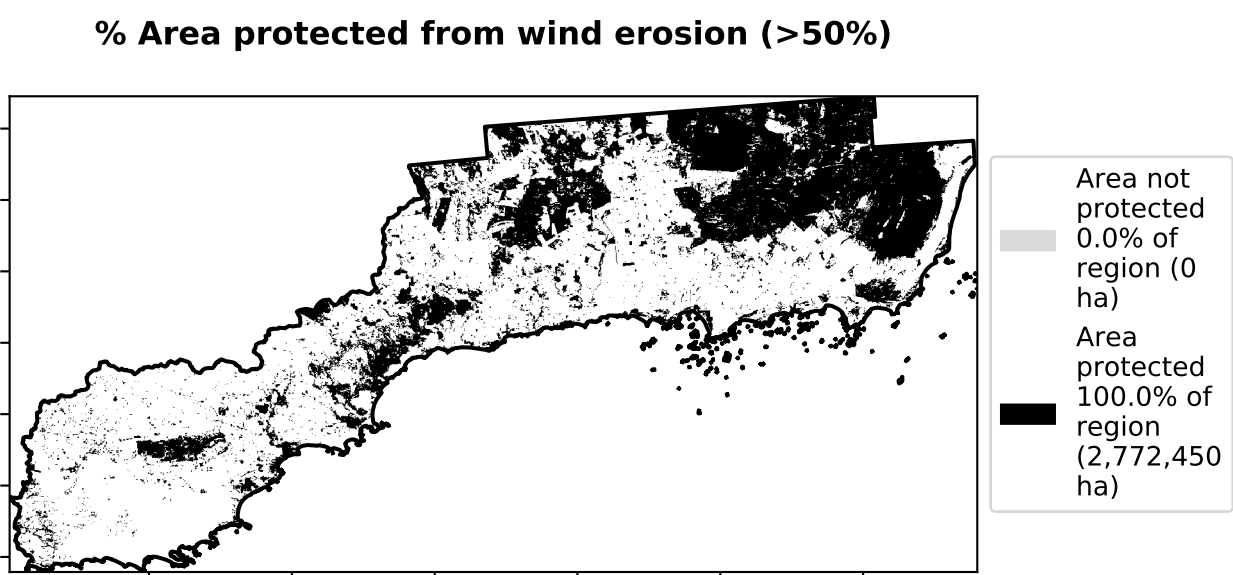 % Area protected from wind erosion (>50%)
Area not
protected
0.0% of
region (0
ha)
Area
protected
100.0% of
region
(2,772,450
ha)